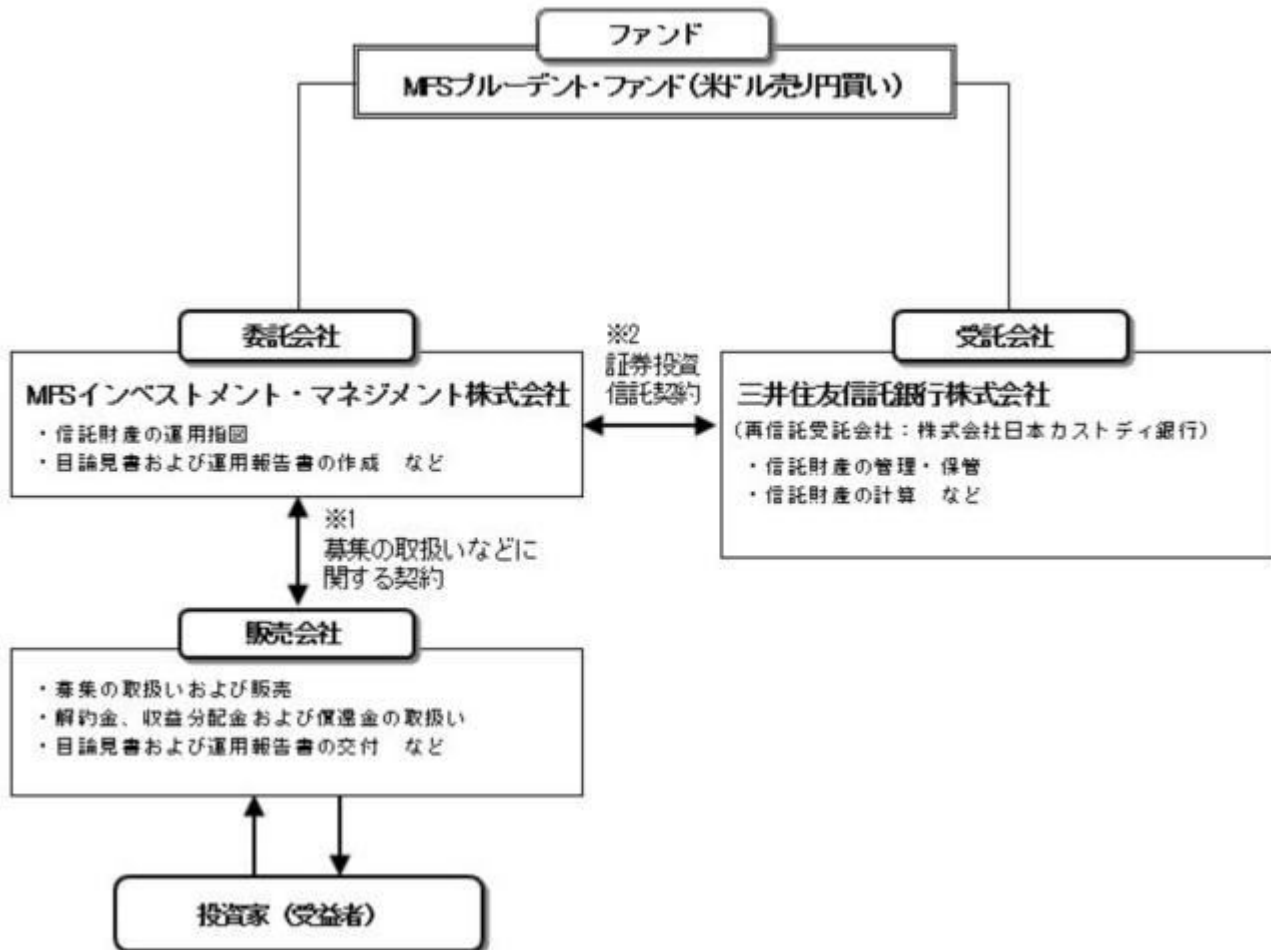 ファンド
MFSプルーデント・ファンド(米ドル売り円買い)
委託会社
MFSインベストメント・マネジメント株式会社
・信託財産の運用指図
・目論見書および運用報告書の作成　など
※2
証券投資
信託契約
受託会社
三井住友信託銀行株式会社
(再信託受託会社：株式会社日本カストディ銀行)
・信託財産の管理・保管
・信託財産の計算　など
※1
募集の取扱いなどに
関する契約
販売会社
・募集の取扱いおよび販売
・解約金、収益分配金および償還金の取扱い
・目論見書および運用報告書の交付　など
投資家（受益者）